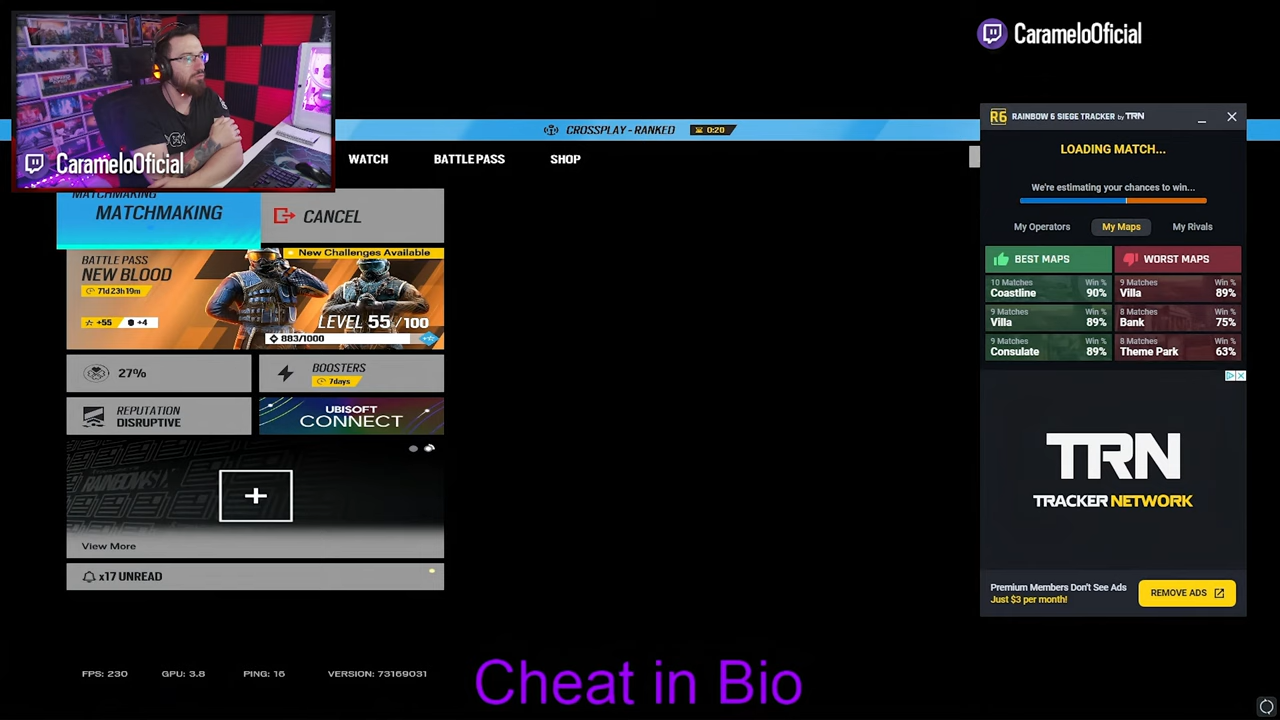 CarameloOficial
CarameloOficial
CROSSPLAY - RANKED 0:20
WATCH BATTLE PASS SHOP
MATCHMAKING
MATCHMAKING CANCEL
New Challenges Available
BATTLE PASS
NEW BLOOD
71d 23h 19m
+55 +4
LEVEL 55/100
883/1000
27%
BOOSTERS
7days
REPUTATION
DISRUPTIVE
UBISOFT
CONNECT
View More
x17 UNREAD
FPS: 230 GPU: 3.8 PING: 16 VERSION: 73169031
R6 RAINBOW 6 SIEGE TRACKER by TRN
LOADING MATCH...
We're estimating your chances to win...
My Operators My Maps My Rivals
BEST MAPS WORST MAPS
10 Matches Win % 9 Matches Win %
Coastline 90% Villa 89%
9 Matches Win % 8 Matches Win %
Villa 89% Bank 75%
9 Matches Win % 8 Matches Win %
Consulate 89% Theme Park 63%
TRN
TRACKER NETWORK
Premium Members Don't See Ads
Just $3 per month!
REMOVE ADS
Cheat in Bio